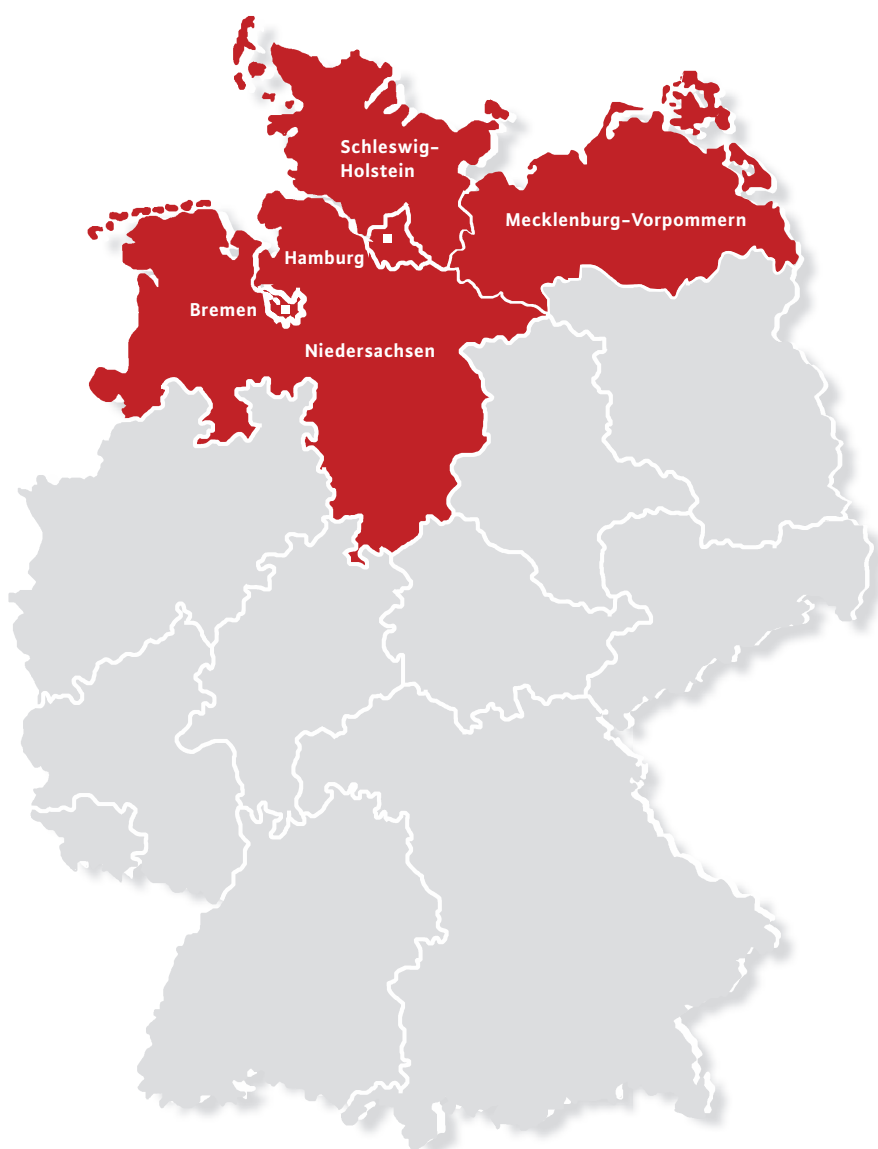 Schleswig-
Holstein
Mecklenburg-Vorpommern
Hamburg
Bremen
Niedersachsen